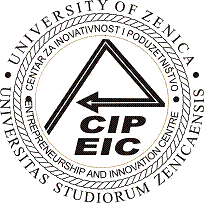 • UNIVERSITY OF ZENICA •
UNIVERSITAS STUDIORUM ZENICAENSIS
CENTAR ZA INOVATIVNOST I PODUZETNIŠTVO
ENTREPRENEURSHIP AND INNOVATION CENTRE
CIP
EIC